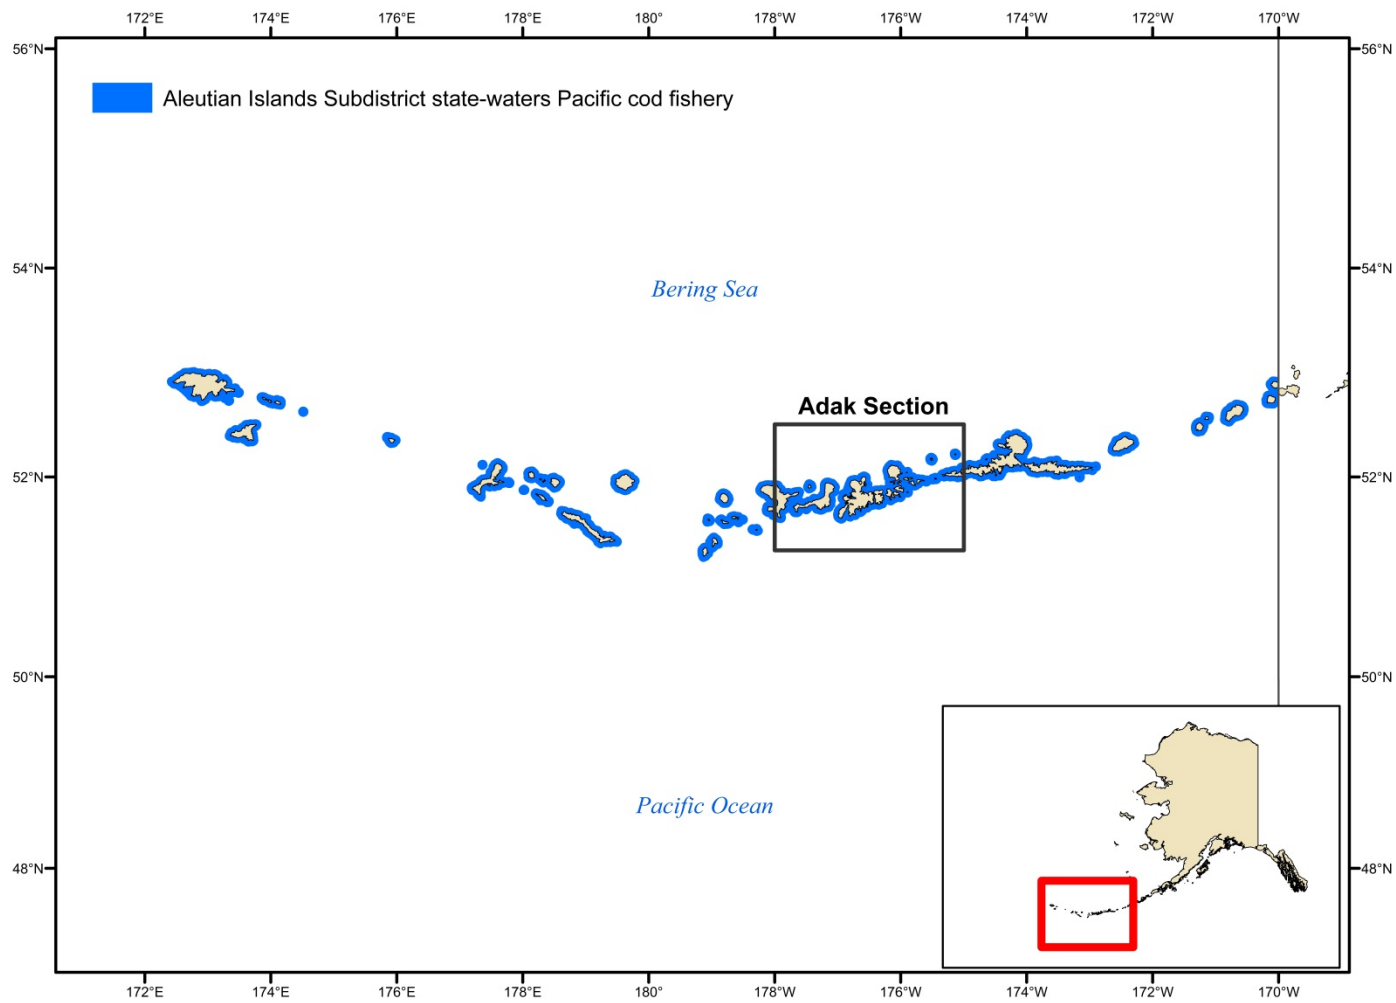 172°E 174°E 176°E 178°E 180° 178°W 176°W 174°W 172°W 170°W
56°N 56°N
Aleutian Islands Subdistrict state-waters Pacific cod fishery
54°N 54°N
Bering Sea
Adak Section
52°N 52°N
50°N 50°N
Pacific Ocean
48°N 48°N
172°E 174°E 176°E 178°E 180° 178°W 176°W 174°W 172°W 170°W